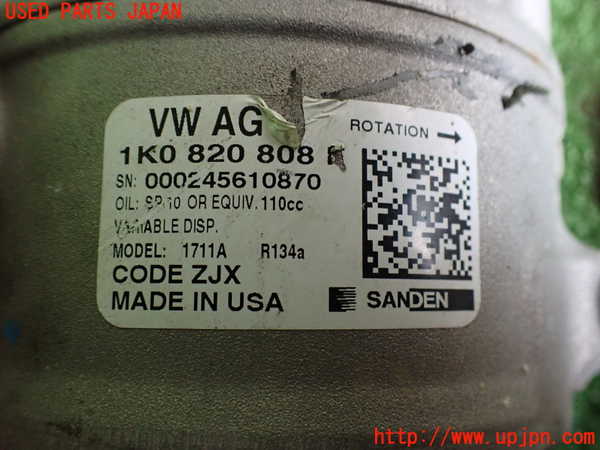 USED PARTS JAPAN
VW AG
ROTATION →
1K0 820 808
SN: 000245610870
OIL: OR EQUIV. 110cc
DISP.
MODEL: 1711A R134a
CODE ZJX
MADE IN USA
SANDEN
Uparts
http://www.upjpn.com